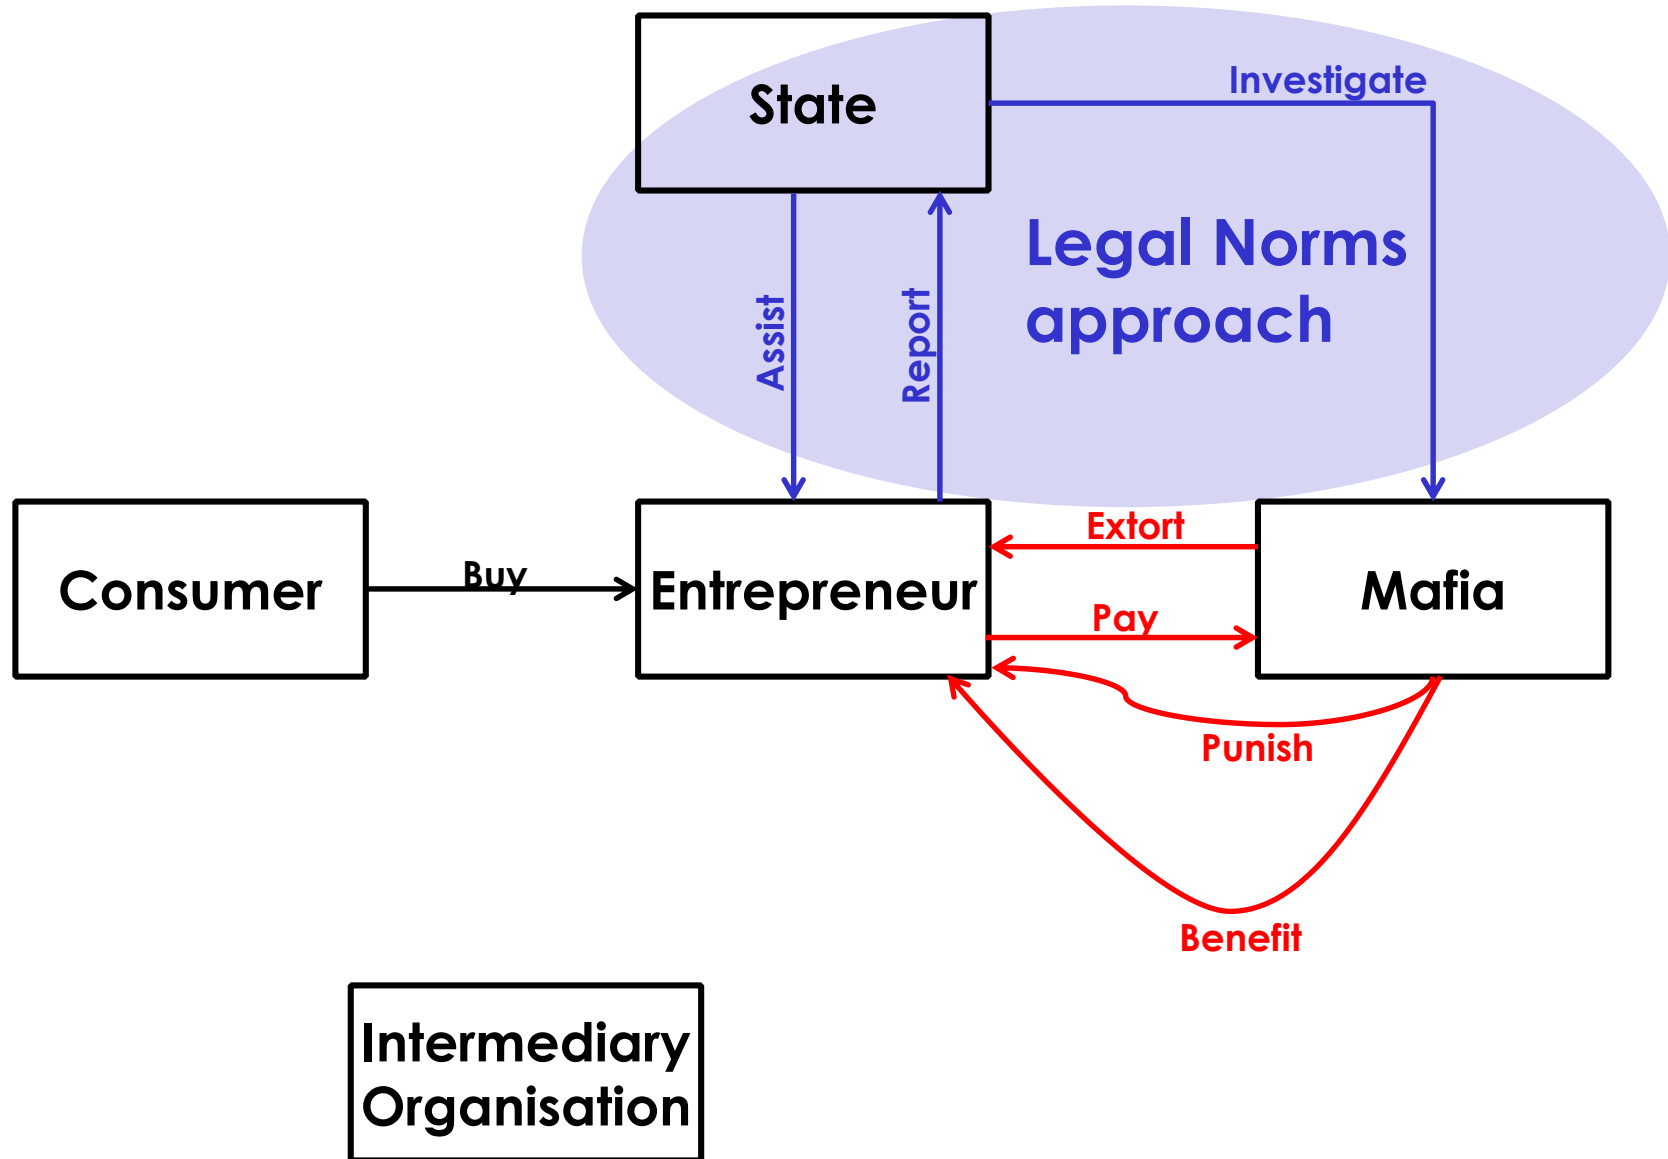 State
Investigate
Legal Norms
approach
Assist
Report
Consumer
Buy
Entrepreneur
Extort
Pay
Mafia
Punish
Benefit
Intermediary
Organisation